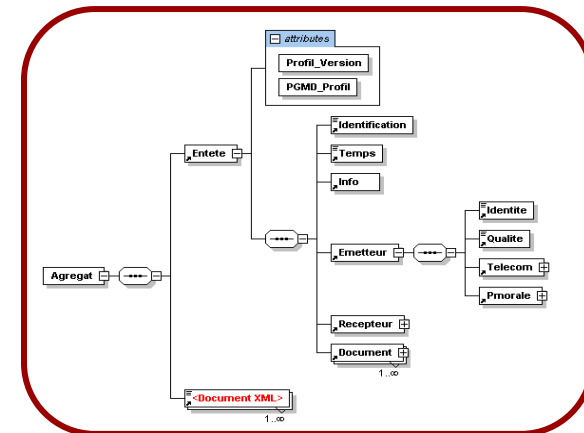 attributes
Profil_Version
PGMD_Profil
Identification
Temps
Entete
Info
Identite
Qualite
Emetteur
Telecom
Agregat
Pmorale
Recepteur
Document
1..∞
<Document XML>
1..∞